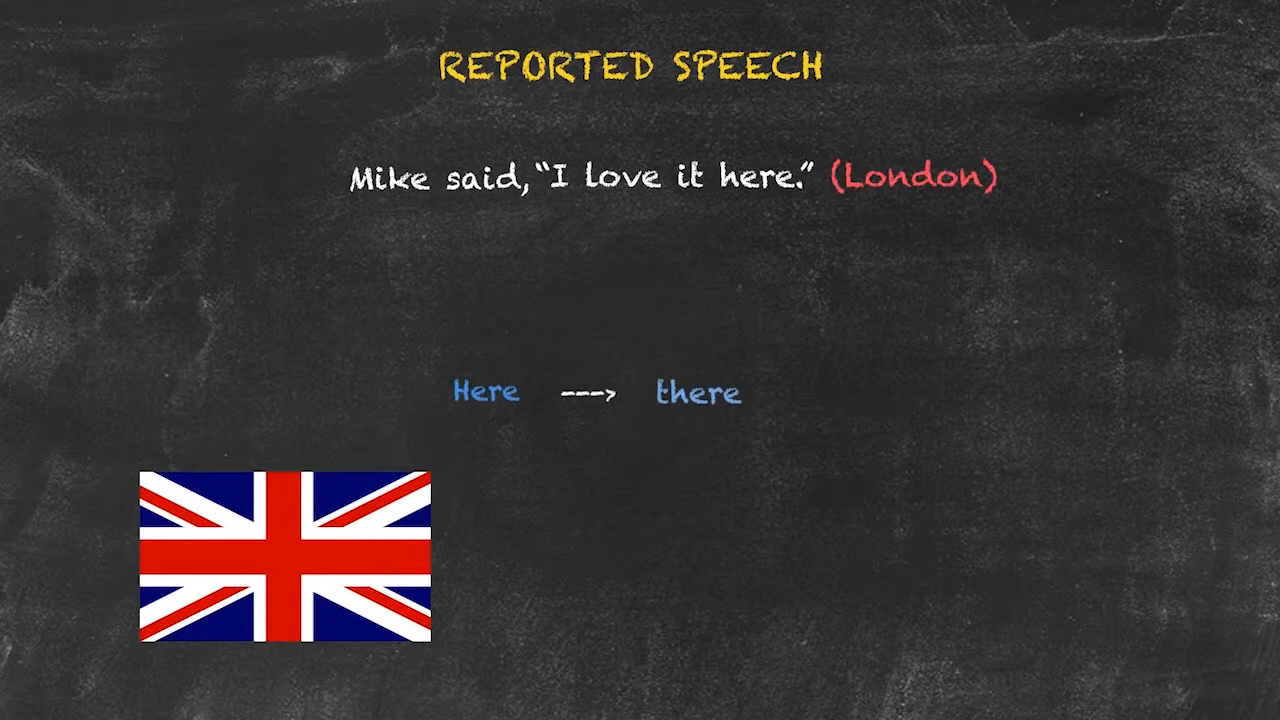 REPORTED SPEECH
Mike said, “I love it here.” (London)
Here ---> there